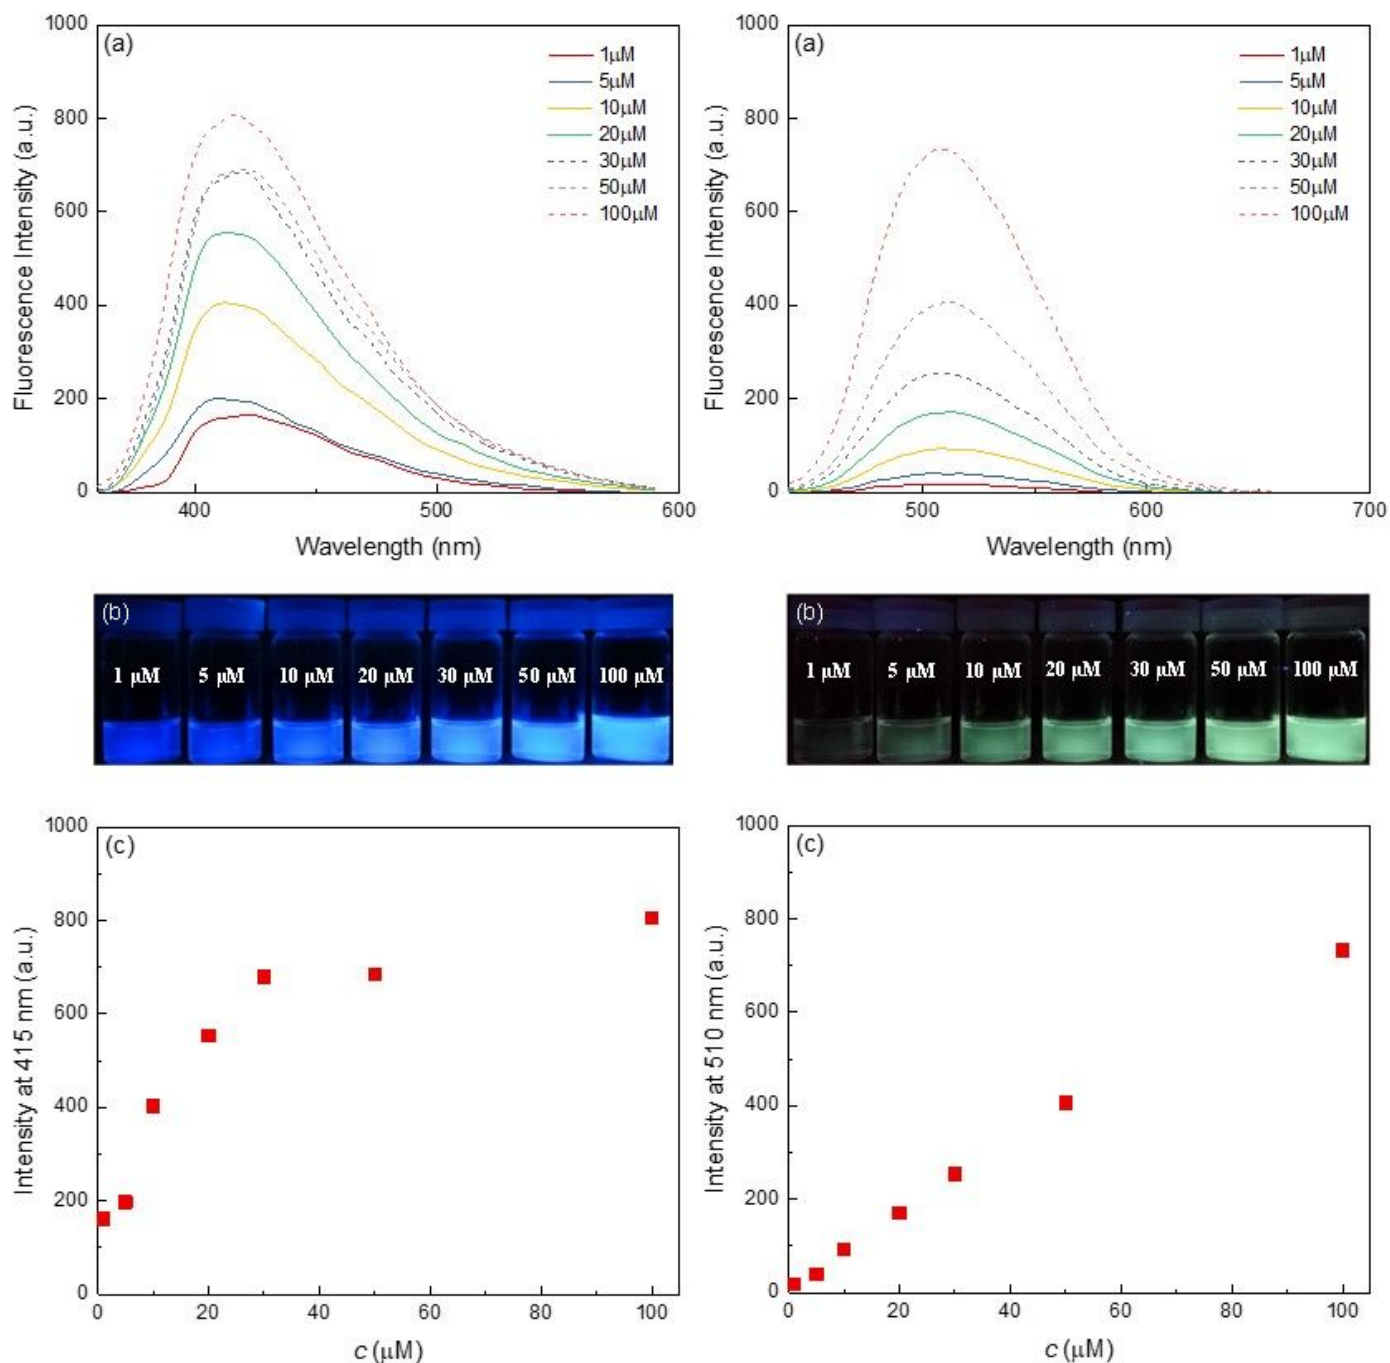 (a)
1μM
5μM
10μM
20μM
30μM
50μM
100μM
1000
800
600
400
200
0
400
500
600
Fluorescence Intensity (a.u.)
Wavelength (nm)
(a)
1μM
5μM
10μM
20μM
30μM
50μM
100μM
1000
800
600
400
200
0
500
600
700
Fluorescence Intensity (a.u.)
Wavelength (nm)
(b)
1 μM 5 μM 10 μM 20 μM 30 μM 50 μM 100 μM
(b)
1 μM 5 μM 10 μM 20 μM 30 μM 50 μM 100 μM
(c)
1000
800
600
400
200
0
0 20 40 60 80 100
Intensity at 415 nm (a.u.)
c (μM)
(c)
1000
800
600
400
200
0
0 20 40 60 80 100
Intensity at 510 nm (a.u.)
c (μM)